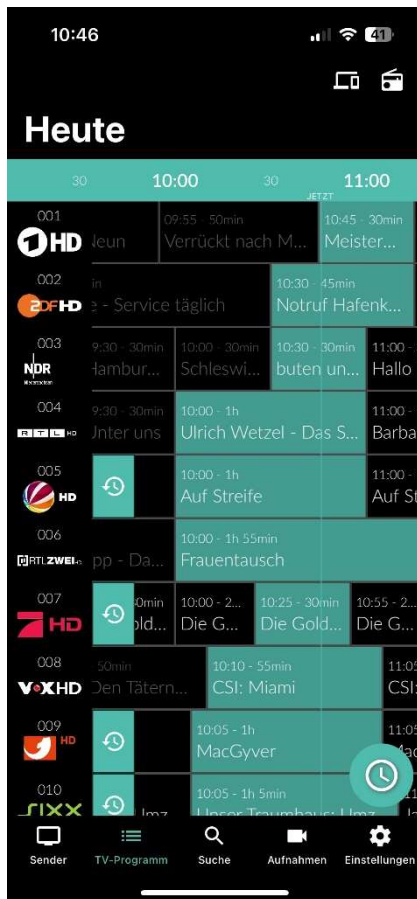 10:46
41
Heute
30 10:00 30 11:00
JETZT
001
HD
09:55 - 50min
10:45 - 30min
Neun
Verrückt nach M...
Meister...
002
ZDF HD
10:30 - 45min
e - Service täglich
Notruf Hafenk...
003
NDR
9:30 - 30min
10:00 - 30min
10:30 - 30min
11:00 -
Hambur...
Schleswi...
buten un...
Hallo
004
RTL HD
9:30 - 30min
10:00 - 1h
11:00 -
Unter uns
Ulrich Wetzel - Das S...
Barba
005
HD
10:00 - 1h
11:00 -
Auf Streife
Auf St
006
RTLZWEI
10:00 - 1h 55min
pp - Da...
Frauentausch
007
HD
0min
10:00 - 2...
10:25 - 30min
10:55 - 2...
old...
Die G...
Die Gold...
Die G...
008
VOXHD
50min
10:10 - 55min
11:05
Den Tätern...
CSI: Miami
CSI:
009
HD
10:05 - 1h
11:05
MacGyver
010
sixx
10:05 - 1h 5min
Umz
Unser Traumhaus: Umz
Sender
TV-Programm
Suche
Aufnahmen
Einstellungen